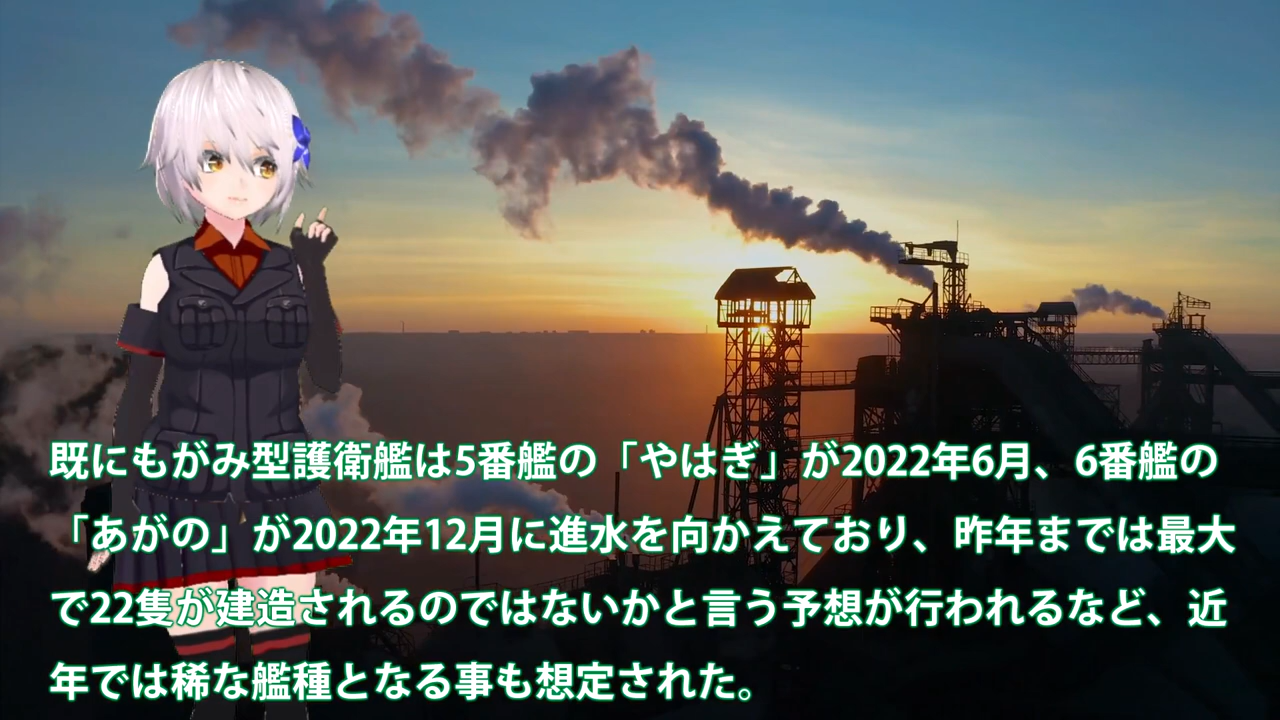 既にもがみ型護衛艦は5番艦の「やはぎ」が2022年6月、6番艦の
「あがの」が2022年12月に進水を向かえており、昨年までは最大
で22隻が建造されるのではないかと言う予想が行われるなど、近
年では稀な艦種となる事も想定された。